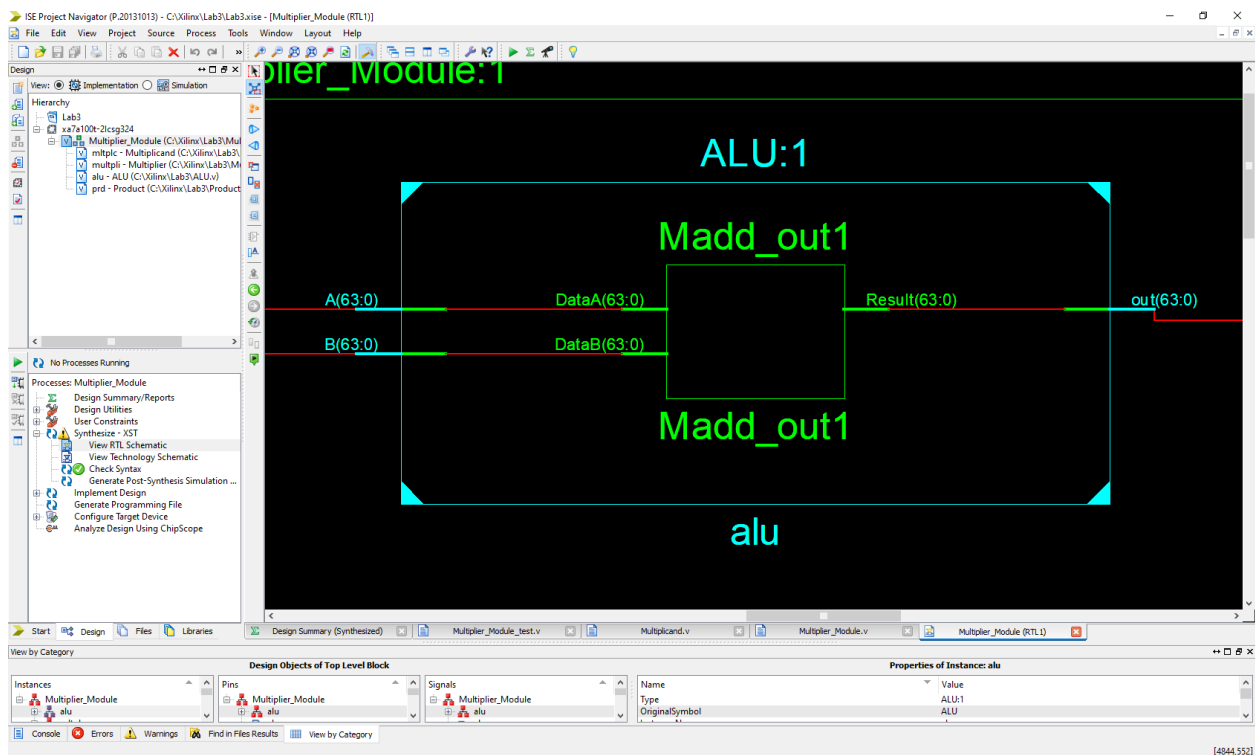 ISE Project Navigator (P.20131013) - C:\Xilinx\Lab3\Lab3.xise - [Multiplier_Module (RTL1)]
File Edit View Project Source Process Tools Window Layout Help
Design
View: Implementation Simulation
Hierarchy
Lab3
xa7a100t-2lcsg324
Multiplier_Module (C:\Xilinx\Lab3\Mul
mltplc - Multiplicand (C:\Xilinx\Lab3\
multpli - Multiplier (C:\Xilinx\Lab3\M
alu - ALU (C:\Xilinx\Lab3\ALU.v)
prd - Product (C:\Xilinx\Lab3\Product
No Processes Running
Processes: Multiplier_Module
Design Summary/Reports
Design Utilities
User Constraints
Synthesize - XST
View RTL Schematic
View Technology Schematic
Check Syntax
Generate Post-Synthesis Simulation ...
Implement Design
Generate Programming File
Configure Target Device
Analyze Design Using ChipScope
Start Design Files Libraries
plier_Module:1
ALU:1
Madd_out1
A(63:0) DataA(63:0) Result(63:0) out(63:0)
B(63:0) DataB(63:0)
Madd_out1
alu
Design Summary (Synthesized) Multiplier_Module_test.v Multiplicand.v Multiplier_Module.v Multiplier_Module (RTL1)
View by Category
Design Objects of Top Level Block Properties of Instance: alu
Instances Pins Signals Name Value
Multiplier_Module Multiplier_Module Multiplier_Module Type ALU:1
alu alu alu OriginalSymbol ALU
Console Errors Warnings Find in Files Results View by Category
[4844,552]